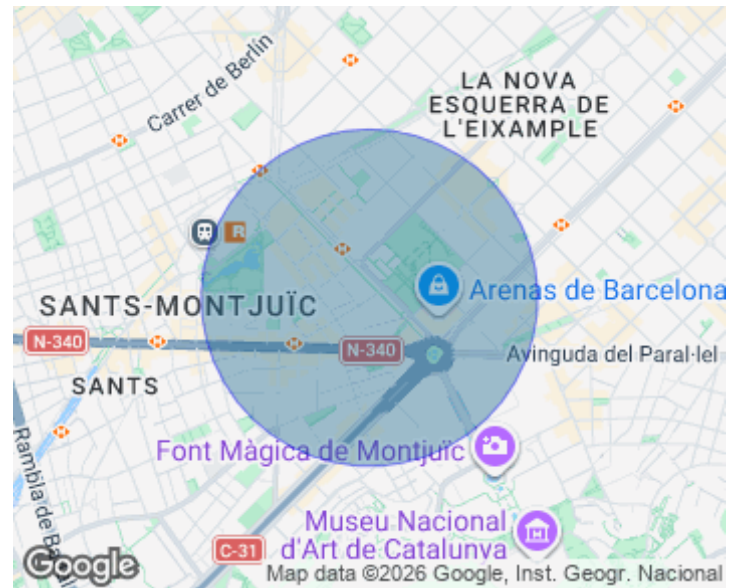 Carrer de Berlín
LA NOVA
ESQUERRA DE
L'EIXAMPLE
R
Arenas de Barcelona
SANTS-MONTJUÏC
N-340
N-340
Avinguda del Paral·lel
SANTS
Font Màgica de Montjuïc
Museu Nacional
d'Art de Catalunya
C-31
Google
Map data ©2026 Google, Inst. Geogr. Nacional